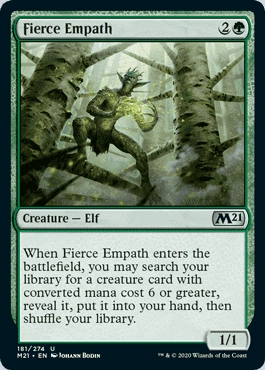 Fierce Empath 2
Creature — Elf M21
When Fierce Empath enters the
battlefield, you may search your
library for a creature card with
converted mana cost 6 or greater,
reveal it, put it into your hand, then
shuffle your library.
1/1
181/274 U
M21 • EN Johann Bodin ™ & © 2020 Wizards of the Coast